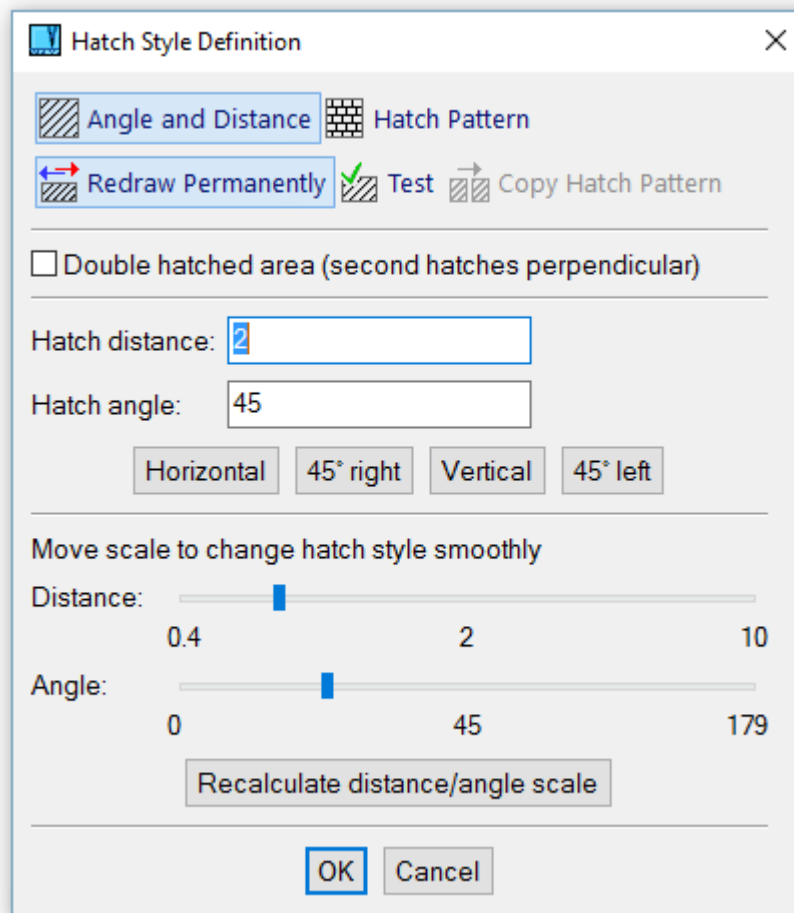 Hatch Style Definition
Angle and Distance Hatch Pattern
Redraw Permanently Test Copy Hatch Pattern
Double hatched area (second hatches perpendicular)
Hatch distance: 2
Hatch angle: 45
Horizontal 45° right Vertical 45° left
Move scale to change hatch style smoothly
Distance:
0.4 2 10
Angle:
0 45 179
Recalculate distance/angle scale
OK Cancel